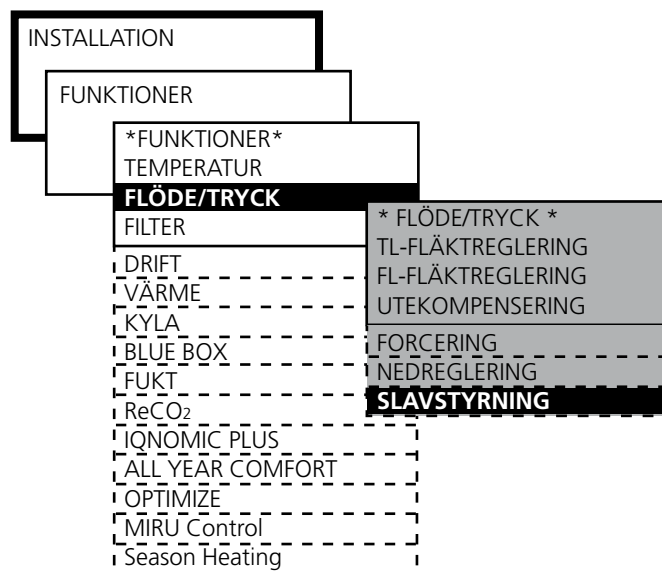 INSTALLATION
FUNKTIONER
*FUNKTIONER*
TEMPERATUR
FLÖDE/TRYCK
FILTER
DRIFT
VÄRME
KYLA
BLUE BOX
FUKT
ReCO2
IQNOMIC PLUS
ALL YEAR COMFORT
OPTIMIZE
MIRU Control
Season Heating
* FLÖDE/TRYCK *
TL-FLÄKTREGLERING
FL-FLÄKTREGLERING
UTEKOMPENSERING
FORCERING
NEDREGLERING
SLAVSTYRNING